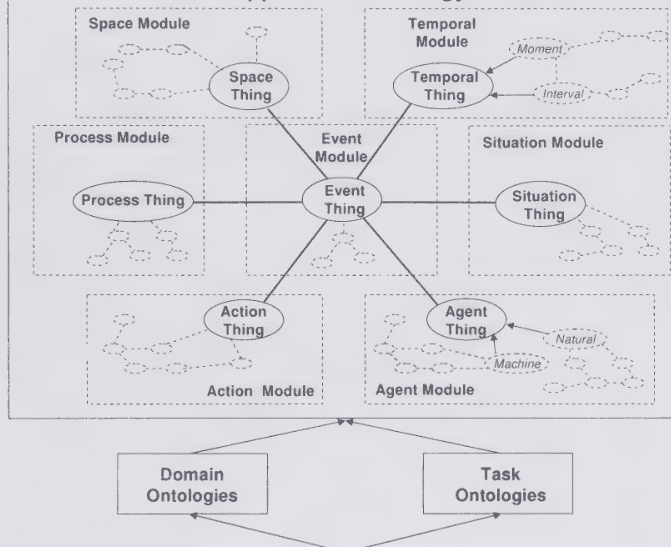 Space Module
Temporal
Module
Moment
Space
Thing
Temporal
Thing
Interval
Process Module
Event
Module
Situation Module
Process Thing
Event
Thing
Situation
Thing
Action
Thing
Agent
Thing
Natural
Machine
Action Module
Agent Module
Domain
Ontologies
Task
Ontologies